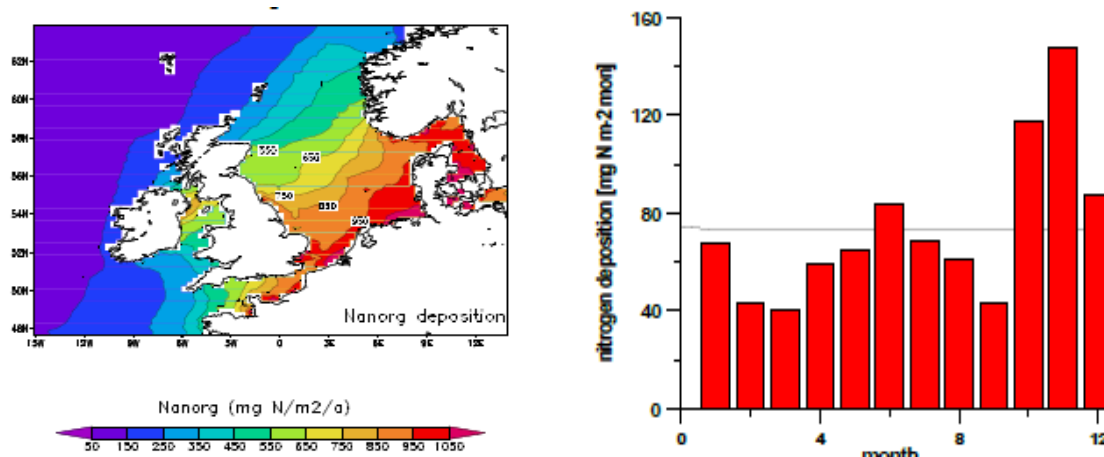 62N
60N
58N
56N
54N
52N
50N
48N
550
650
750
850
950
Nanorg deposition
15W 12W 9W 6W 3W 0 3E 6E 9E 12E
Nanorg (mg N/m2/a)
50 150 250 350 450 550 650 750 850 950 1050
nitrogen deposition [mg N m-2 mon]
160
120
80
40
0
0 4 8 12
month